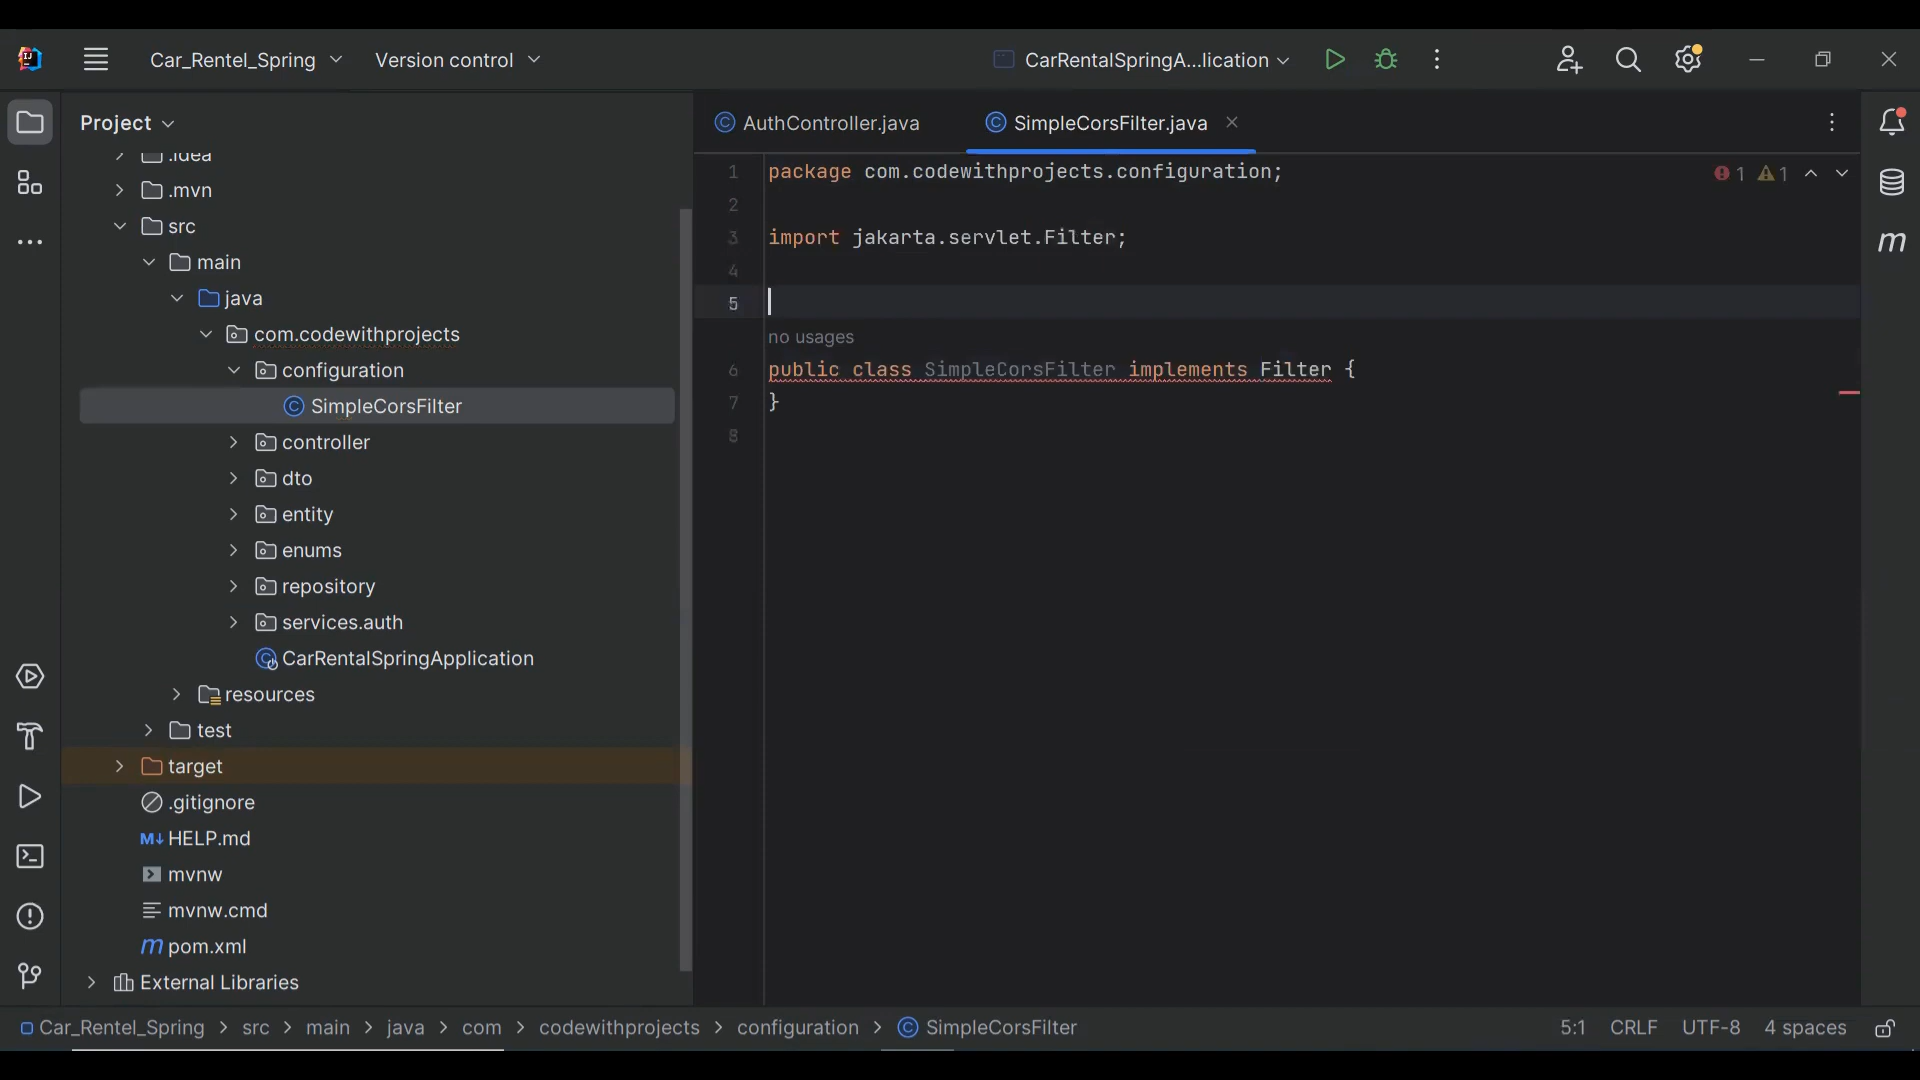 Car_Rentel_Spring
Version control
CarRentalSpringA...lication
Project
AuthController.java
SimpleCorsFilter.java
.idea
.mvn
src
main
java
com.codewithprojects
configuration
SimpleCorsFilter
controller
dto
entity
enums
repository
services.auth
CarRentalSpringApplication
resources
test
target
.gitignore
M↓ HELP.md
mvnw
mvnw.cmd
m pom.xml
External Libraries
1 package com.codewithprojects.configuration;
1 1
2
3 import jakarta.servlet.Filter;
4
5
no usages
6 public class SimpleCorsFilter implements Filter {
7 }
8
m
Car_Rentel_Spring > src > main > java > com > codewithprojects > configuration > SimpleCorsFilter
5:1 CRLF UTF-8 4 spaces